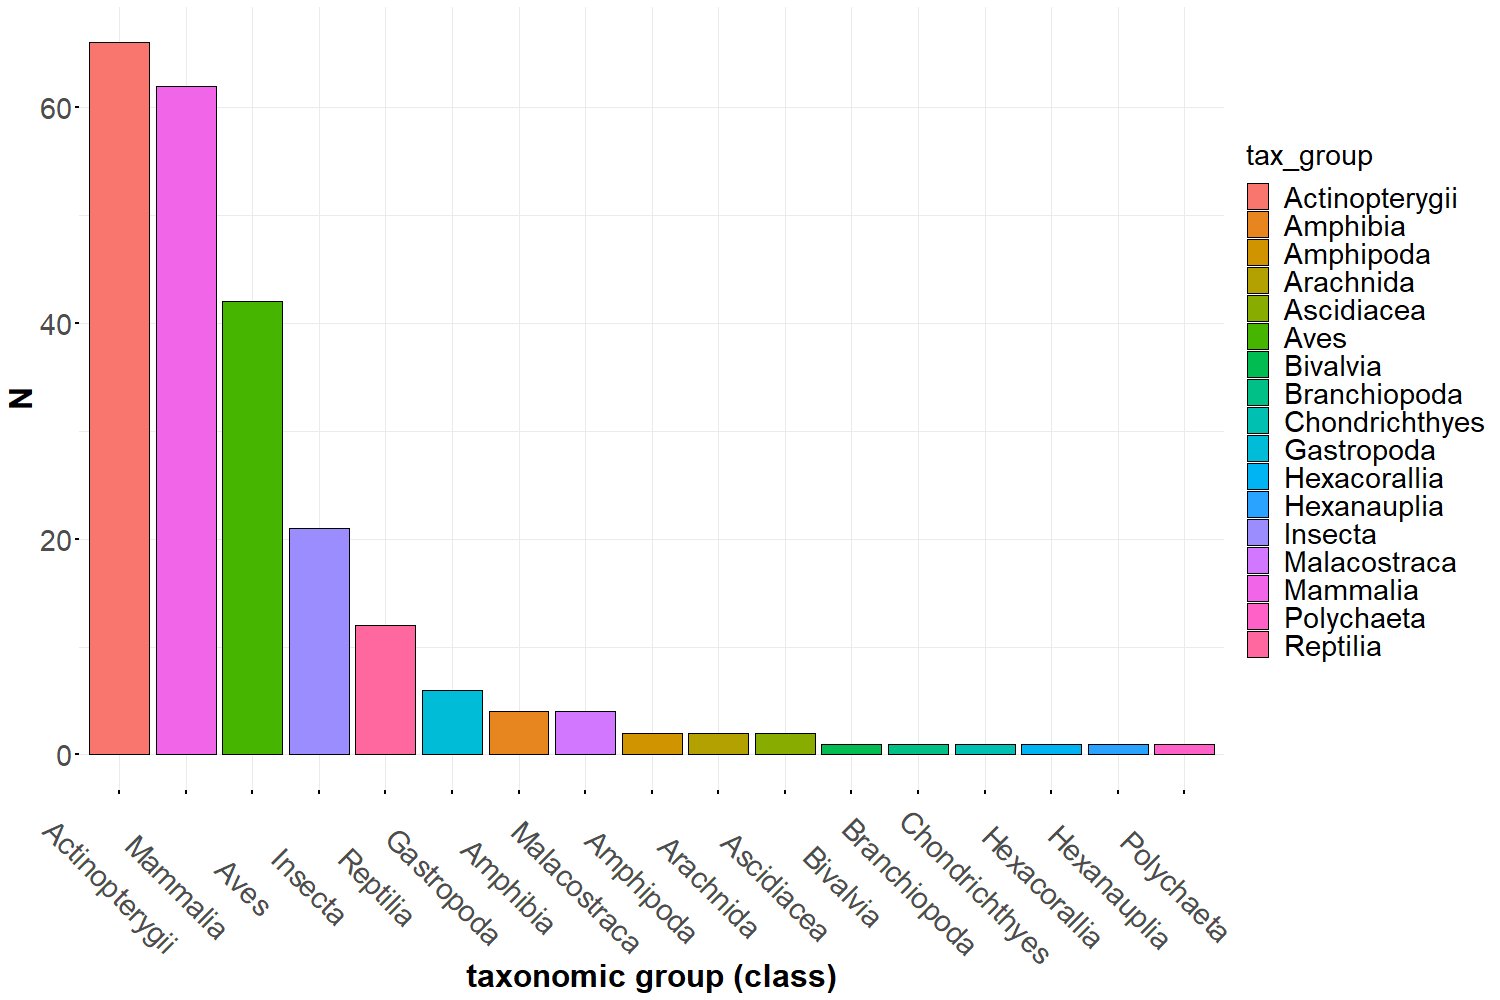 60
40
20
0
N
Actinopterygii
Mammalia
Aves
Insecta
Reptilia
Gastropoda
Amphibia
Malacostraca
Amphipoda
Arachnida
Ascidiacea
Bivalvia
Branchiopoda
Chondrichthyes
Hexacorallia
Hexanauplia
Polychaeta
taxonomic group (class)
tax_group
Actinopterygii
Amphibia
Amphipoda
Arachnida
Ascidiacea
Aves
Bivalvia
Branchiopoda
Chondrichthyes
Gastropoda
Hexacorallia
Hexanauplia
Insecta
Malacostraca
Mammalia
Polychaeta
Reptilia